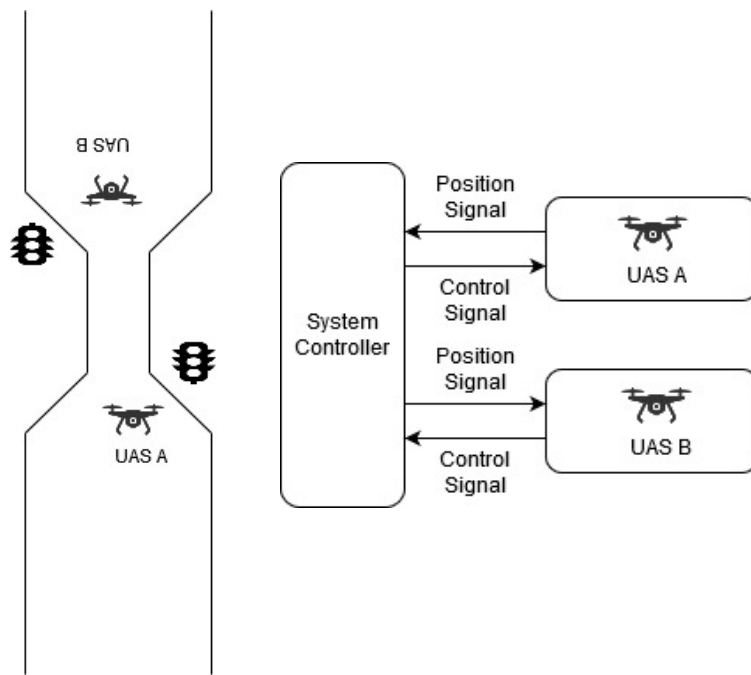 UAS B
UAS A
System
Controller
Position
Signal
Control
Signal
UAS A
Position
Signal
Control
Signal
UAS B